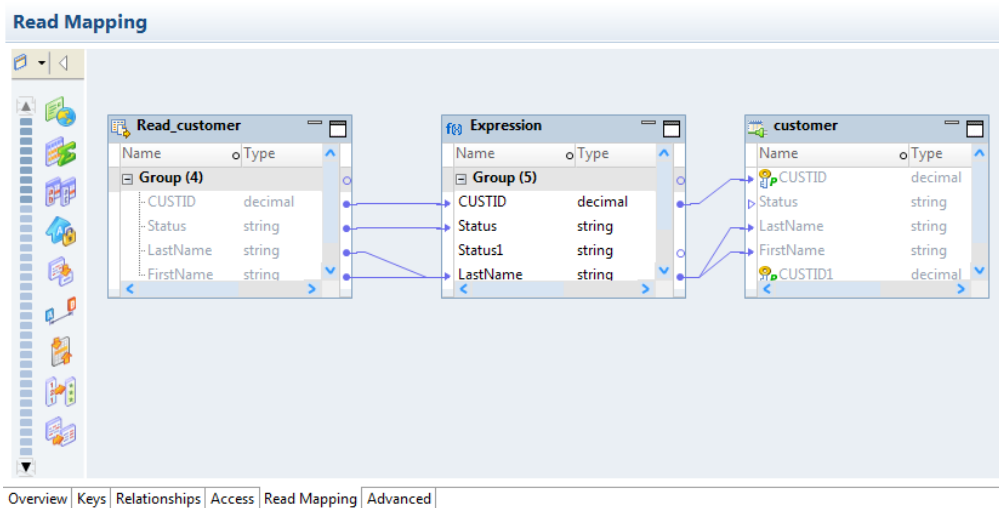 Read Mapping
Read_customer
Name Type
Group (4)
CUSTID decimal
Status string
LastName string
FirstName string
f(x) Expression
Name Type
Group (5)
CUSTID decimal
Status string
Status1 string
LastName string
customer
Name Type
CUSTID decimal
Status string
LastName string
FirstName string
CUSTID1 decimal
Overview Keys Relationships Access Read Mapping Advanced